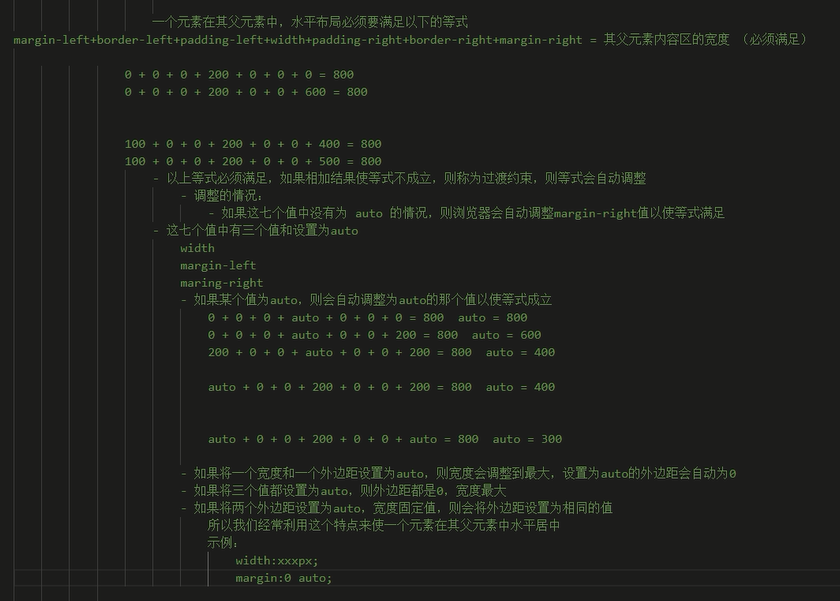 一个元素在其父元素中，水平布局必须要满足以下的等式
margin-left+border-left+padding-left+width+padding-right+border-right+margin-right = 其父元素内容区的宽度 （必须满足）
0 + 0 + 0 + 200 + 0 + 0 + 0 = 800
0 + 0 + 0 + 200 + 0 + 0 + 600 = 800
100 + 0 + 0 + 200 + 0 + 0 + 400 = 800
100 + 0 + 0 + 200 + 0 + 0 + 500 = 800
- 以上等式必须满足，如果相加结果使等式不成立，则称为过渡约束，则等式会自动调整
- 调整的情况：
- 如果这七个值中没有为 auto 的情况，则浏览器会自动调整margin-right值以使等式满足
- 这七个值中有三个值和设置为auto
width
margin-left
maring-right
- 如果某个值为auto，则会自动调整为auto的那个值以使等式成立
0 + 0 + 0 + auto + 0 + 0 + 0 = 800  auto = 800
0 + 0 + 0 + auto + 0 + 0 + 200 = 800  auto = 600
200 + 0 + 0 + auto + 0 + 0 + 200 = 800  auto = 400
auto + 0 + 0 + 200 + 0 + 0 + 200 = 800  auto = 400
auto + 0 + 0 + 200 + 0 + 0 + auto = 800  auto = 300
- 如果将一个宽度和一个外边距设置为auto，则宽度会调整到最大，设置为auto的外边距会自动为0
- 如果将三个值都设置为auto，则外边距都是0，宽度最大
- 如果将两个外边距设置为auto，宽度固定值，则会将外边距设置为相同的值
所以我们经常利用这个特点来使一个元素在其父元素中水平居中
示例：
width:xxxpx;
margin:0 auto;